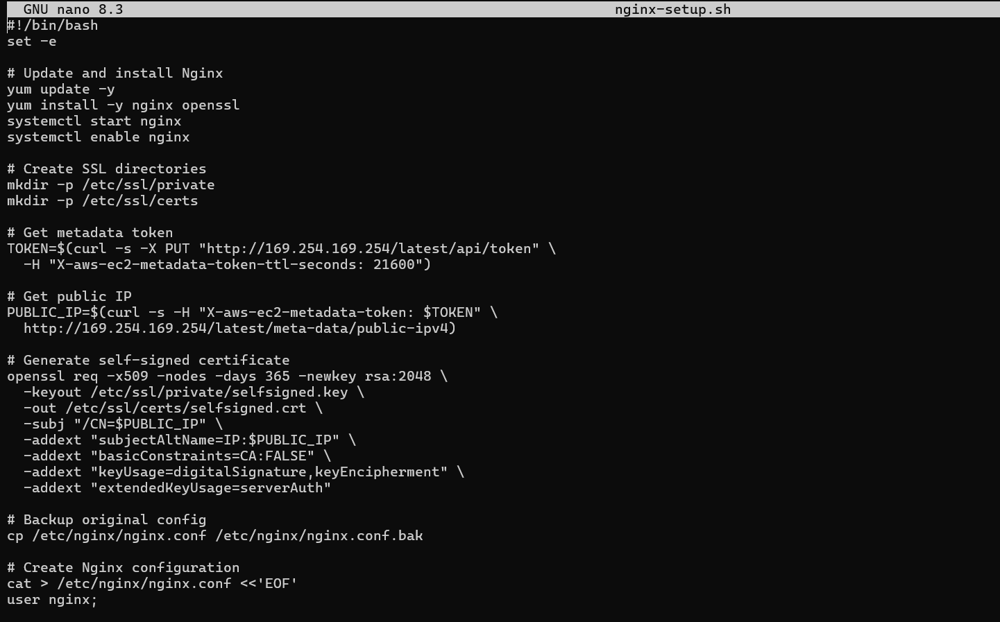 GNU nano 8.3 nginx-setup.sh
#!/bin/bash
set -e

# Update and install Nginx
yum update -y
yum install -y nginx openssl
systemctl start nginx
systemctl enable nginx

# Create SSL directories
mkdir -p /etc/ssl/private
mkdir -p /etc/ssl/certs

# Get metadata token
TOKEN=$(curl -s -X PUT "http://169.254.169.254/latest/api/token" \
  -H "X-aws-ec2-metadata-token-ttl-seconds: 21600")

# Get public IP
PUBLIC_IP=$(curl -s -H "X-aws-ec2-metadata-token: $TOKEN" \
  http://169.254.169.254/latest/meta-data/public-ipv4)

# Generate self-signed certificate
openssl req -x509 -nodes -days 365 -newkey rsa:2048 \
  -keyout /etc/ssl/private/selfsigned.key \
  -out /etc/ssl/certs/selfsigned.crt \
  -subj "/CN=$PUBLIC_IP" \
  -addext "subjectAltName=IP:$PUBLIC_IP" \
  -addext "basicConstraints=CA:FALSE" \
  -addext "keyUsage=digitalSignature,keyEncipherment" \
  -addext "extendedKeyUsage=serverAuth"

# Backup original config
cp /etc/nginx/nginx.conf /etc/nginx/nginx.conf.bak

# Create Nginx configuration
cat > /etc/nginx/nginx.conf <<'EOF'
user nginx;